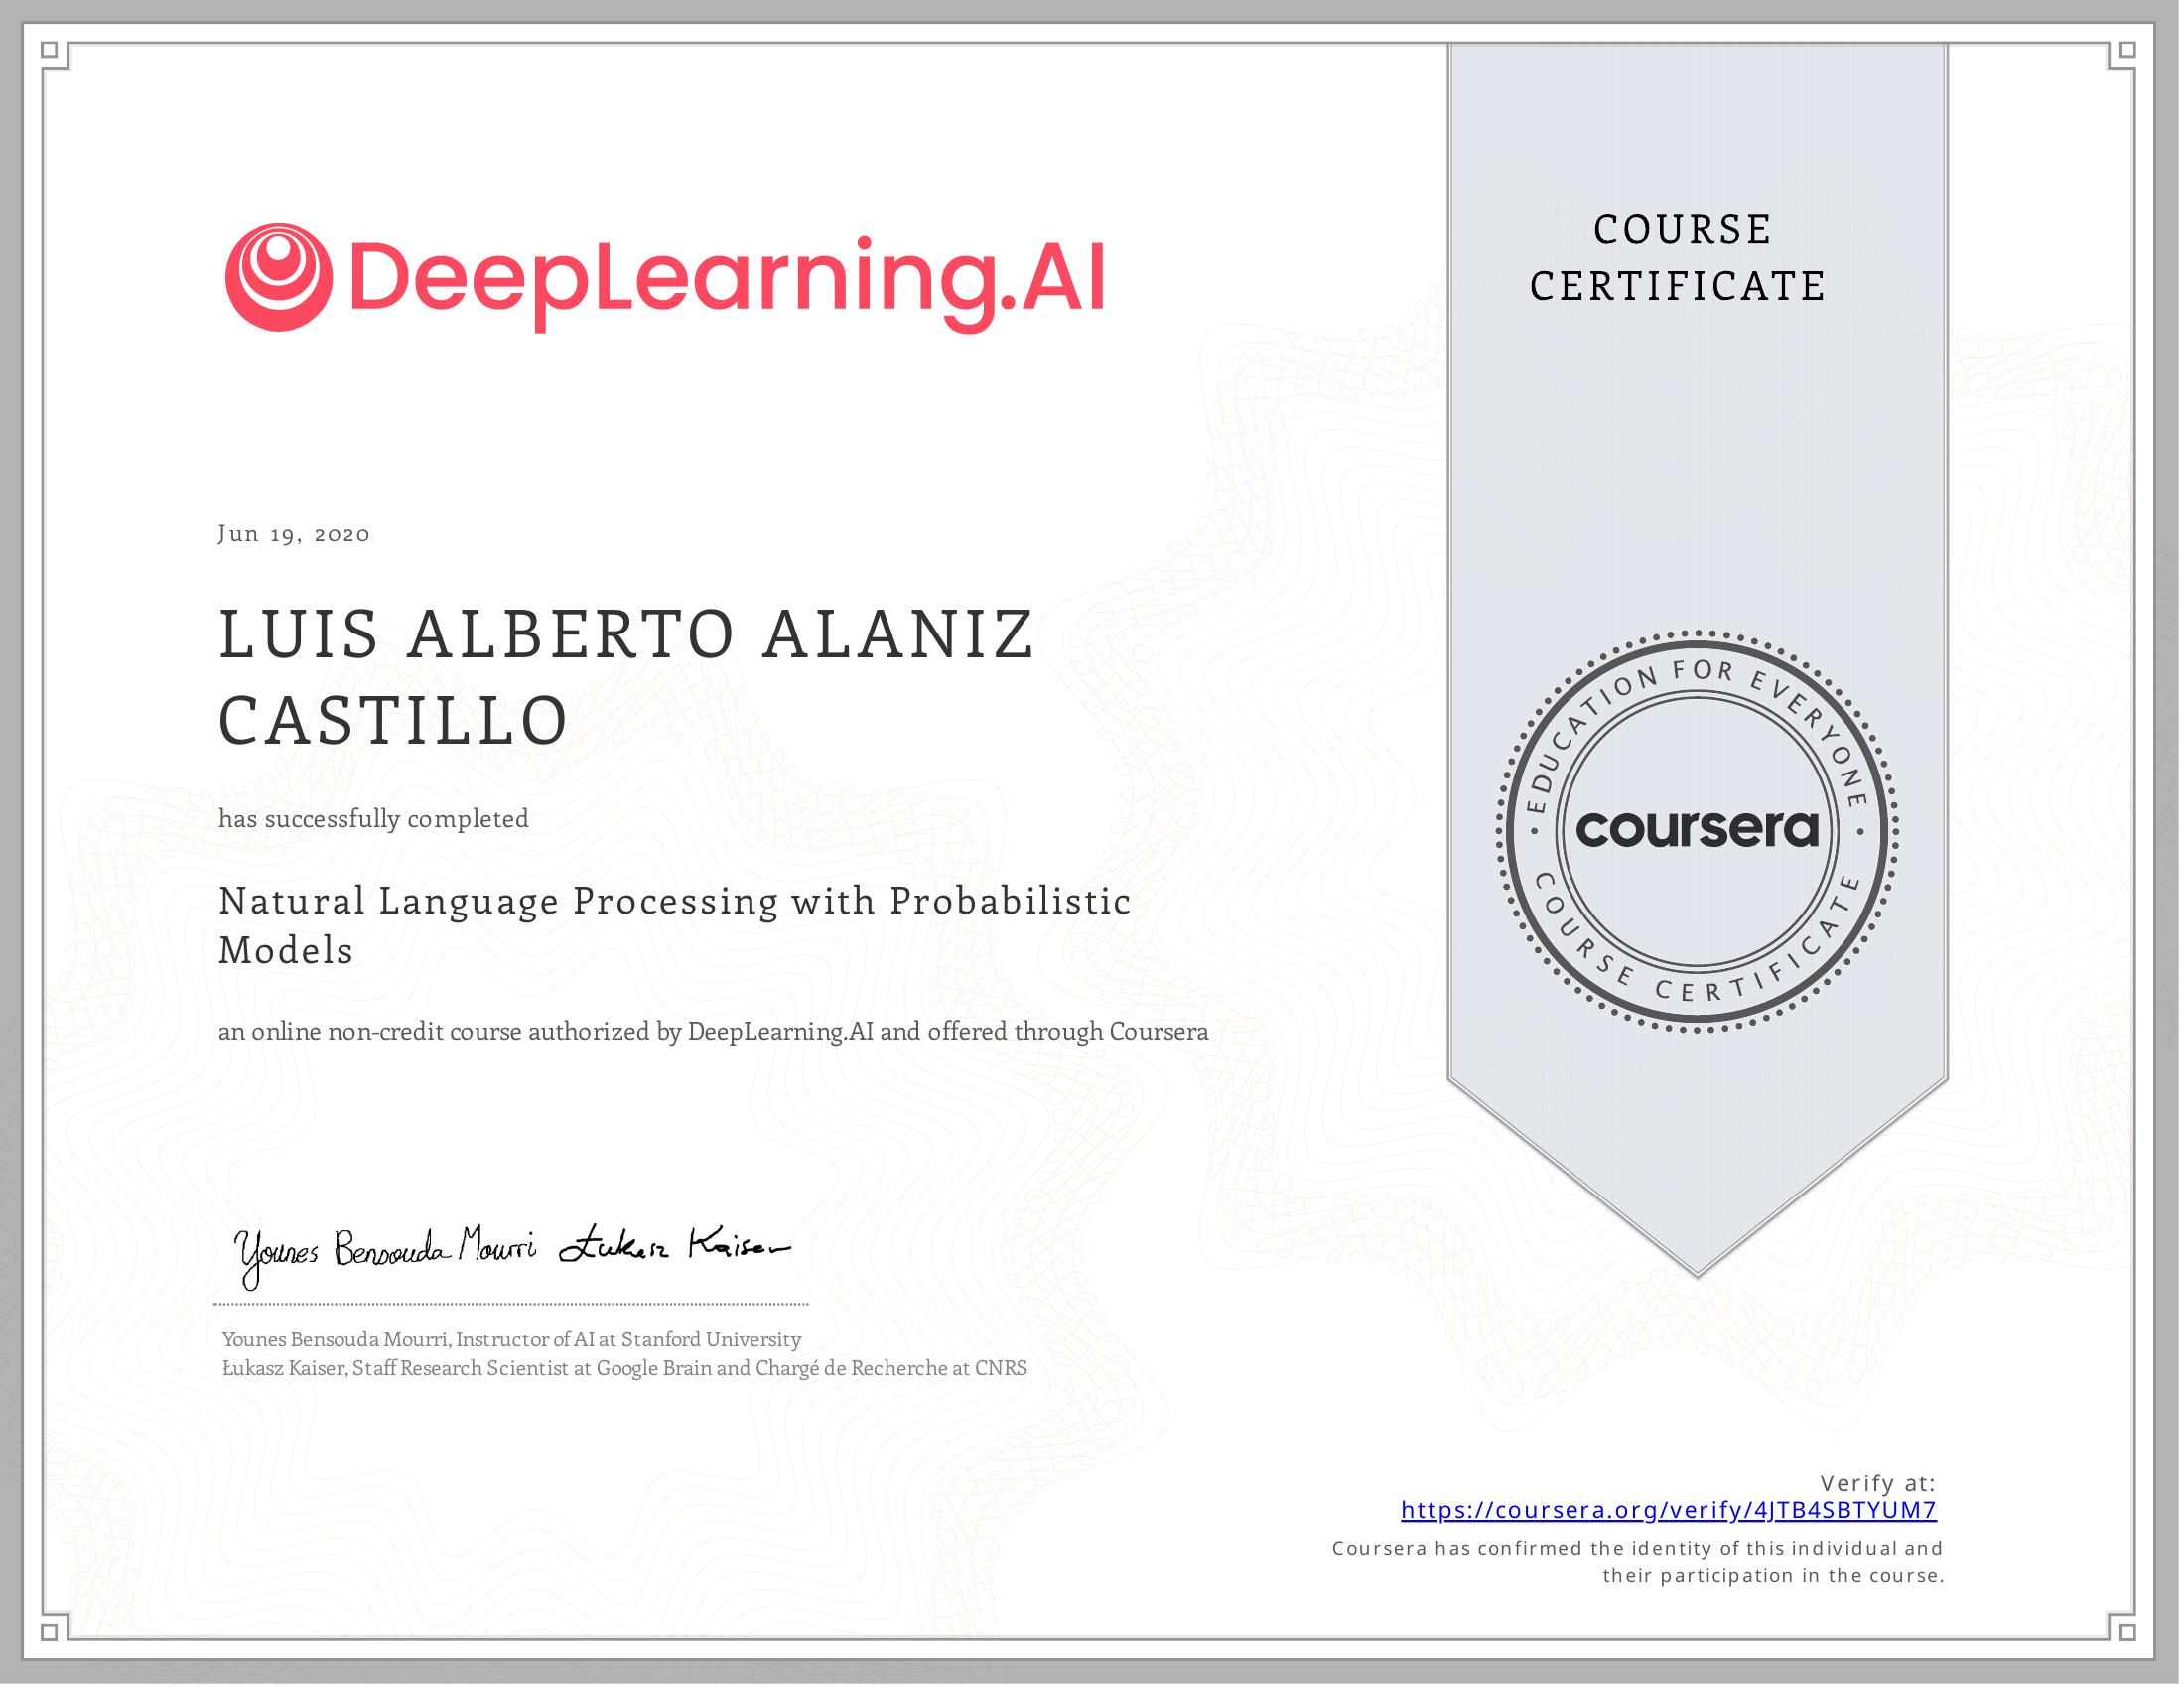 DeepLearning.AI
COURSE
CERTIFICATE
Jun 19, 2020
LUIS ALBERTO ALANIZ
CASTILLO
has successfully completed
Natural Language Processing with Probabilistic
Models
an online non-credit course authorized by DeepLearning.AI and offered through Coursera
EDUCATION FOR EVERYONE
coursera
COURSE CERTIFICATE
Younes Bensouda Mourri Łukasz Kaiser
Younes Bensouda Mourri, Instructor of AI at Stanford University
Łukasz Kaiser, Staff Research Scientist at Google Brain and Chargé de Recherche at CNRS
Verify at:
https://coursera.org/verify/4JTB4SBTYUM7
Coursera has confirmed the identity of this individual and
their participation in the course.